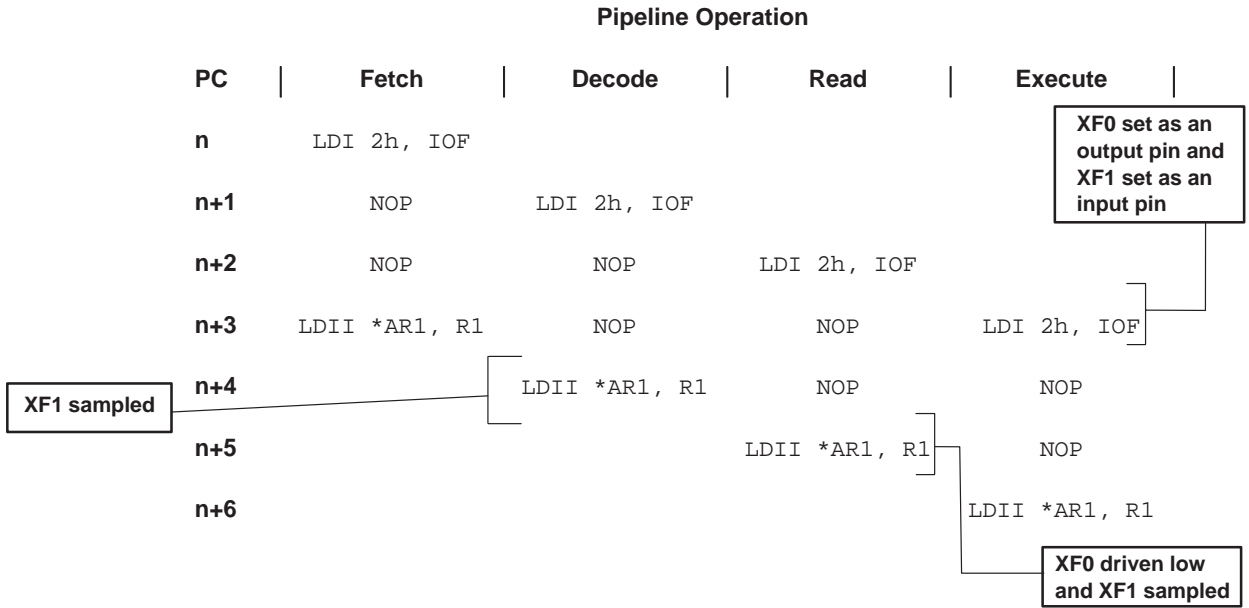 Pipeline Operation
PC | Fetch | Decode | Read | Execute |
n LDI 2h, IOF
XF0 set as an
output pin and
XF1 set as an
input pin
n+1 NOP LDI 2h, IOF
n+2 NOP NOP LDI 2h, IOF
n+3 LDII *AR1, R1 NOP NOP LDI 2h, IOF
n+4 LDII *AR1, R1 NOP NOP
XF1 sampled
n+5 LDII *AR1, R1 NOP
n+6 LDII *AR1, R1
XF0 driven low
and XF1 sampled